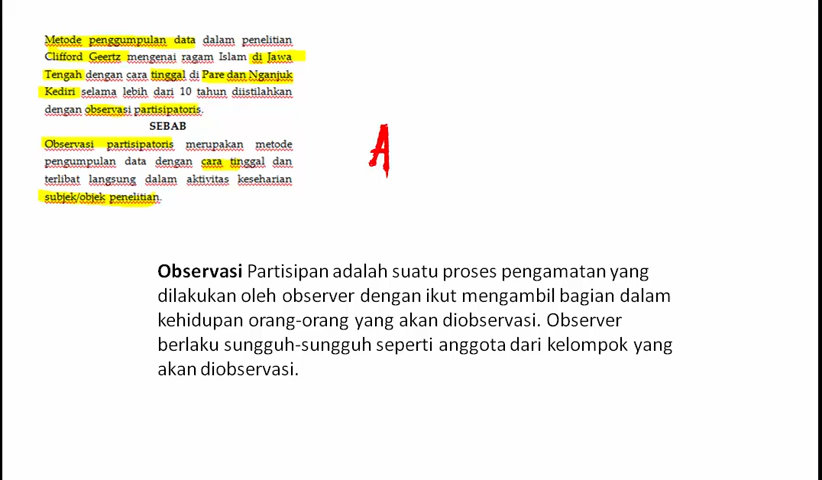 Metode penggumpulan data dalam penelitian
Clifford Geertz mengenai ragam Islam di Jawa
Tengah dengan cara tinggal di Pare dan Nganjuk
Kediri selama lebih dari 10 tahun diistilahkan
dengan observasi partisipatoris.
SEBAB
Observasi partisipatoris merupakan metode
pengumpulan data dengan cara tinggal dan
terlibat langsung dalam aktivitas keseharian
subjek/objek penelitian.
A
Observasi Partisipan adalah suatu proses pengamatan yang
dilakukan oleh observer dengan ikut mengambil bagian dalam
kehidupan orang-orang yang akan diobservasi. Observer
berlaku sungguh-sungguh seperti anggota dari kelompok yang
akan diobservasi.